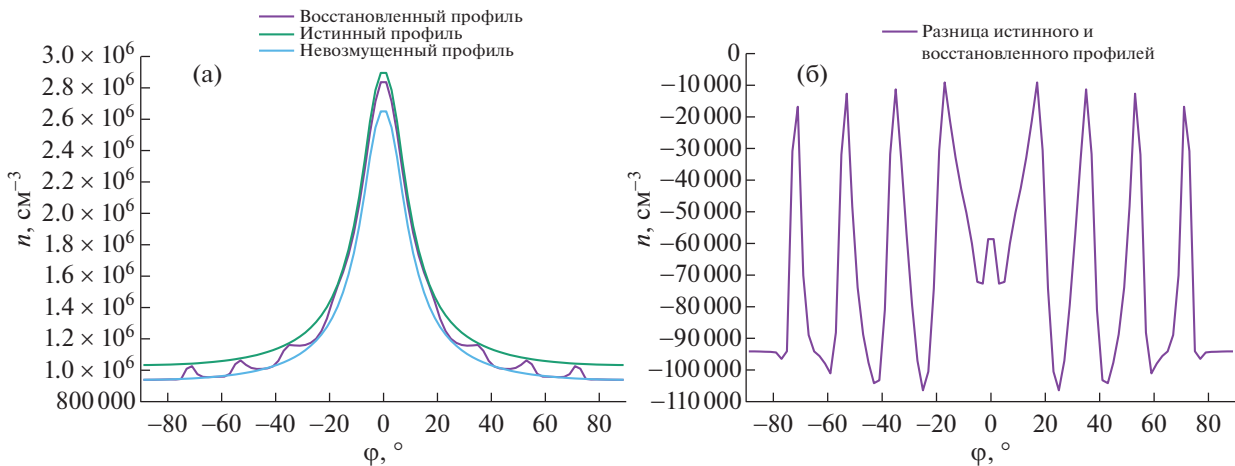 Восстановленный профиль
Истинный профиль
Невозмущенный профиль
(а)
3.0 × 10⁶
2.8 × 10⁶
2.6 × 10⁶
2.4 × 10⁶
2.2 × 10⁶
2.0 × 10⁶
1.8 × 10⁶
1.6 × 10⁶
1.4 × 10⁶
1.2 × 10⁶
1.0 × 10⁶
800 000
n, см⁻³
−80 −60 −40 −20 0 20 40 60 80
φ, °
Разница истинного и
восстановленного профилей
(б)
0
−10 000
−20 000
−30 000
−40 000
−50 000
−60 000
−70 000
−80 000
−90 000
−100 000
−110 000
n, см⁻³
−80 −60 −40 −20 0 20 40 60 80
φ, °